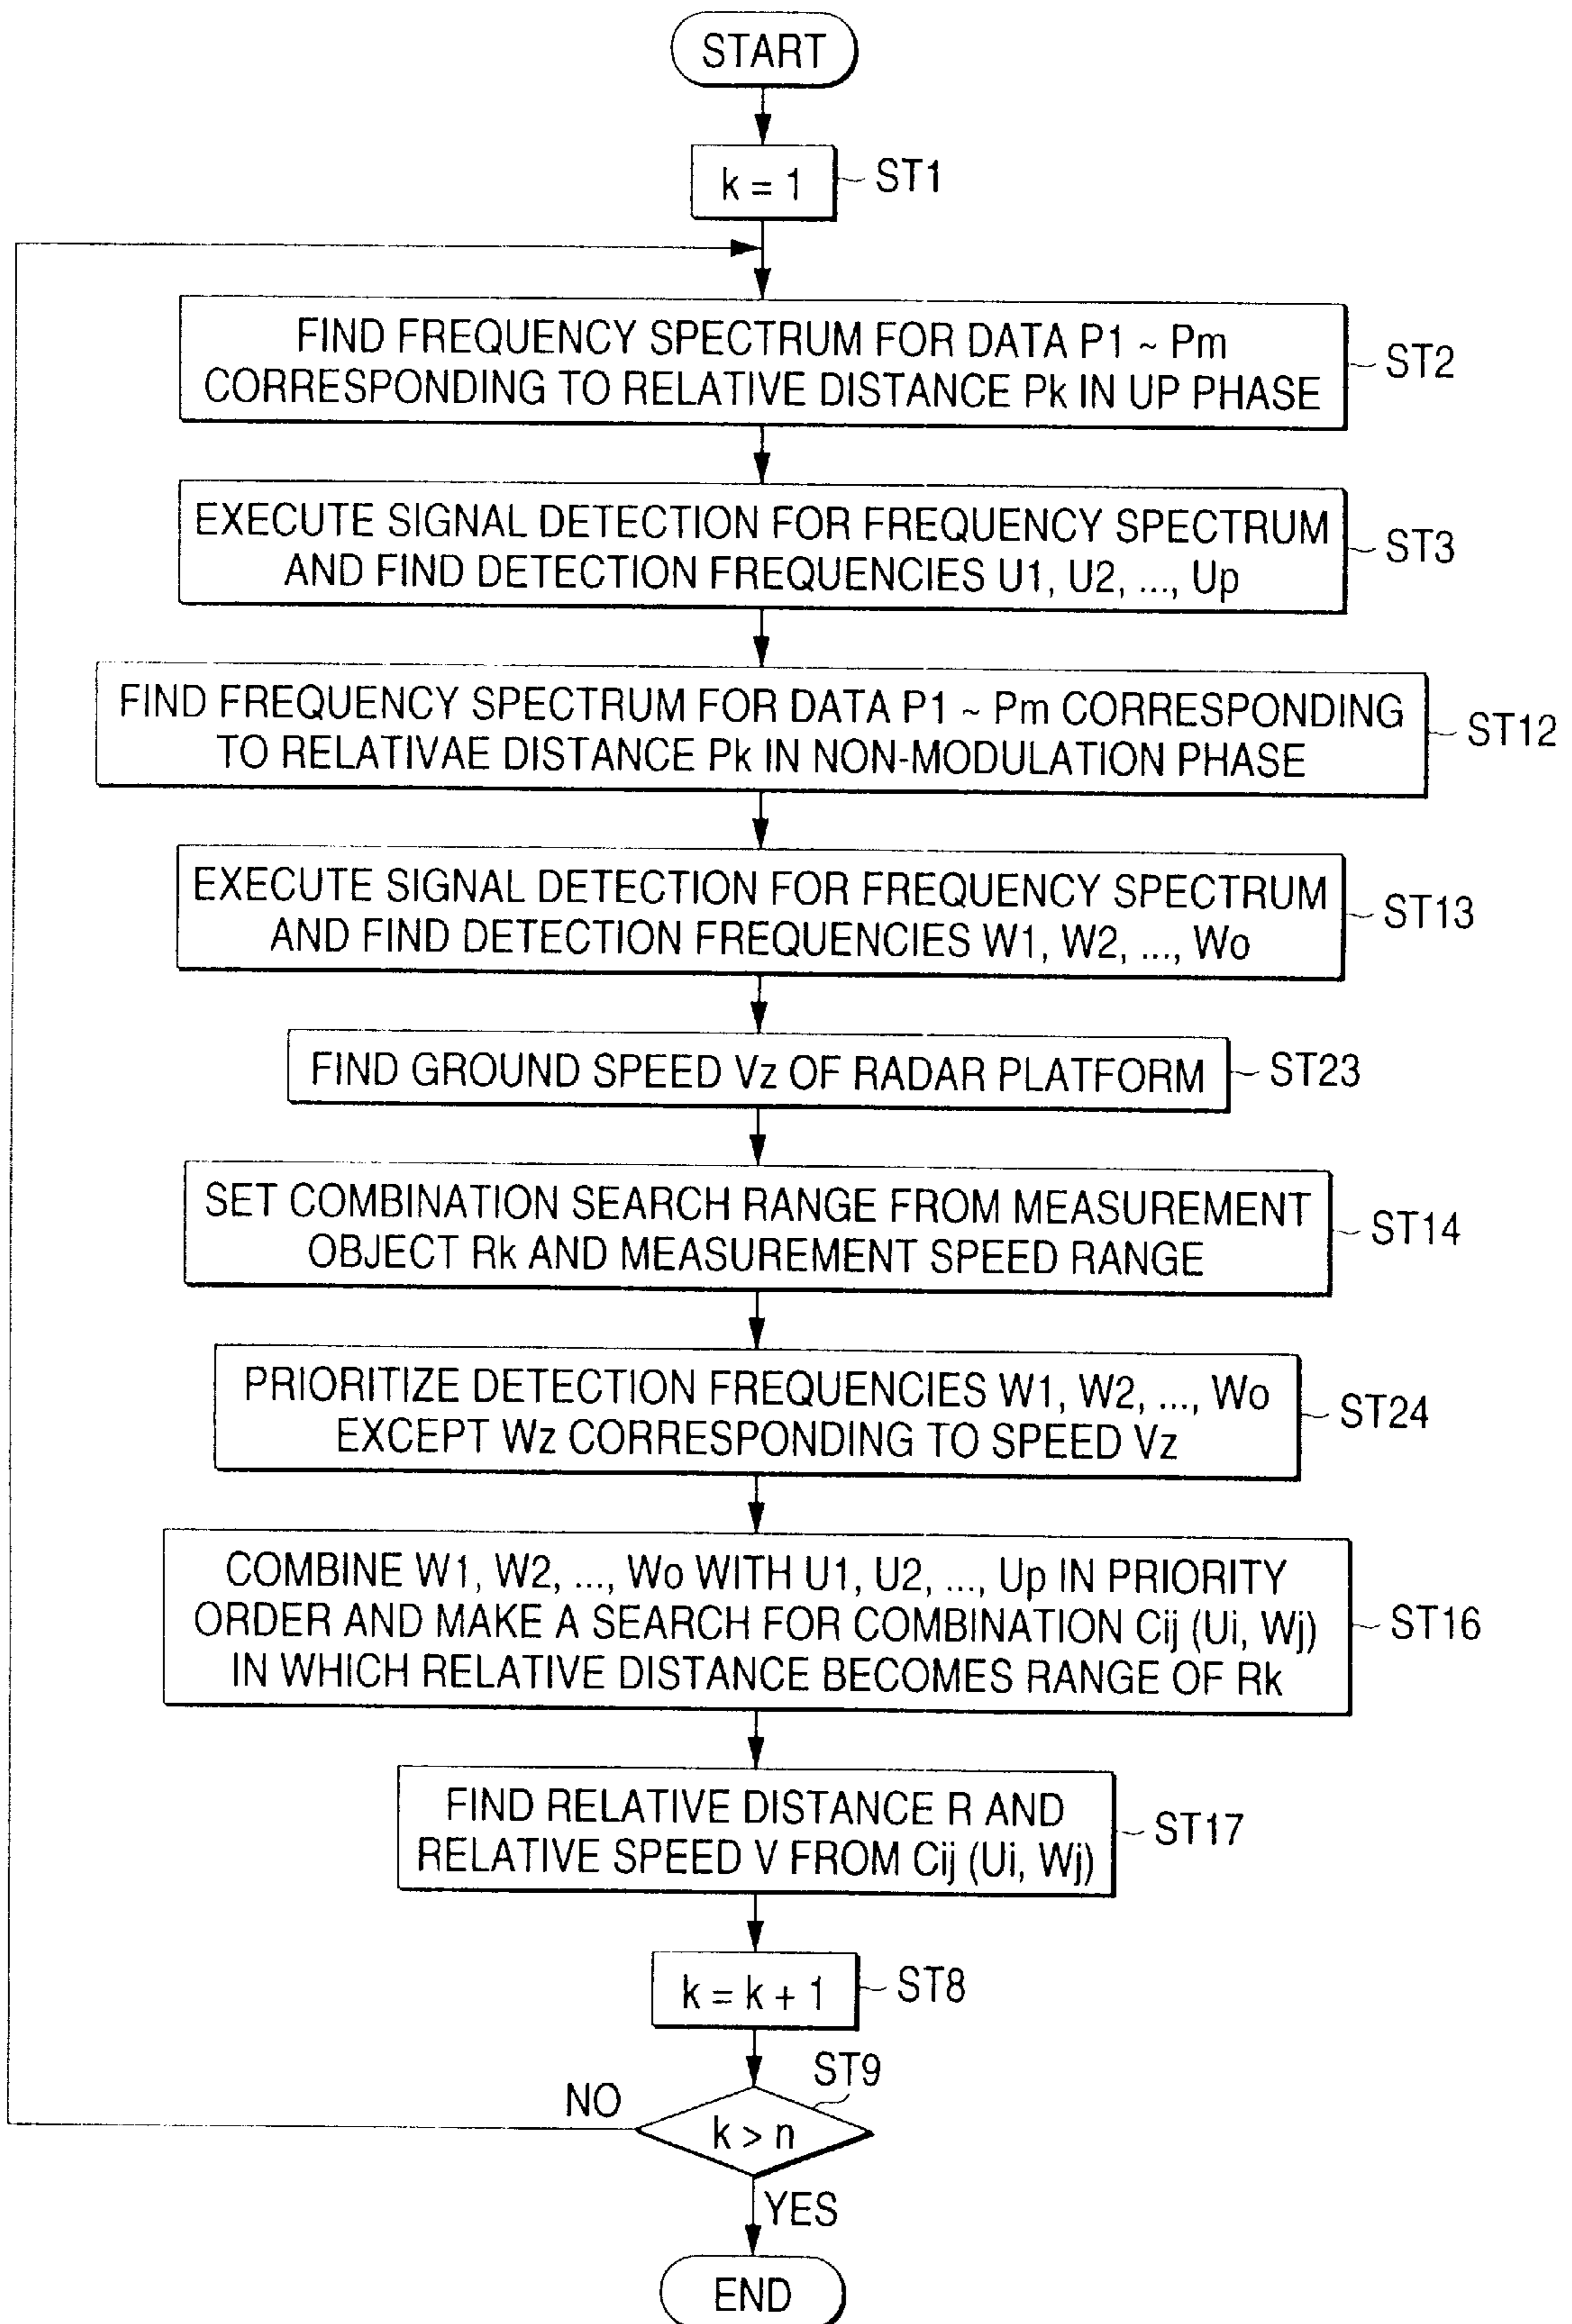 START
k = 1
ST1
FIND FREQUENCY SPECTRUM FOR DATA P1 ~ Pm
CORRESPONDING TO RELATIVE DISTANCE Pk IN UP PHASE
ST2
EXECUTE SIGNAL DETECTION FOR FREQUENCY SPECTRUM
AND FIND DETECTION FREQUENCIES U1, U2, ..., Up
ST3
FIND FREQUENCY SPECTRUM FOR DATA P1 ~ Pm CORRESPONDING
TO RELATIVAE DISTANCE Pk IN NON-MODULATION PHASE
ST12
EXECUTE SIGNAL DETECTION FOR FREQUENCY SPECTRUM
AND FIND DETECTION FREQUENCIES W1, W2, ..., Wo
ST13
FIND GROUND SPEED Vz OF RADAR PLATFORM
ST23
SET COMBINATION SEARCH RANGE FROM MEASUREMENT
OBJECT Rk AND MEASUREMENT SPEED RANGE
ST14
PRIORITIZE DETECTION FREQUENCIES W1, W2, ..., Wo
EXCEPT Wz CORRESPONDING TO SPEED Vz
ST24
COMBINE W1, W2, ..., Wo WITH U1, U2, ..., Up IN PRIORITY
ORDER AND MAKE A SEARCH FOR COMBINATION Cij (Ui, Wj)
IN WHICH RELATIVE DISTANCE BECOMES RANGE OF Rk
ST16
FIND RELATIVE DISTANCE R AND
RELATIVE SPEED V FROM Cij (Ui, Wj)
ST17
k = k + 1
ST8
ST9
NO
k > n
YES
END